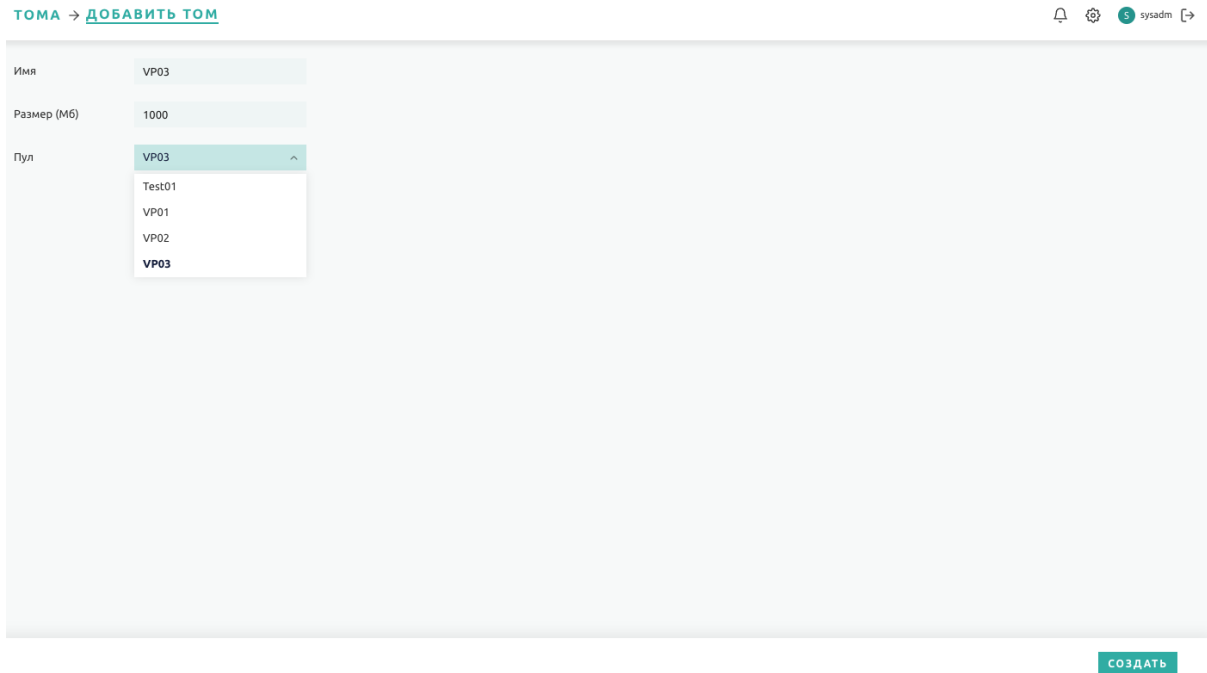 ТОМА → ДОБАВИТЬ ТОМ
S sysadm
Имя VP03
Размер (Мб) 1000
Пул VP03
Test01
VP01
VP02
VP03
СОЗДАТЬ